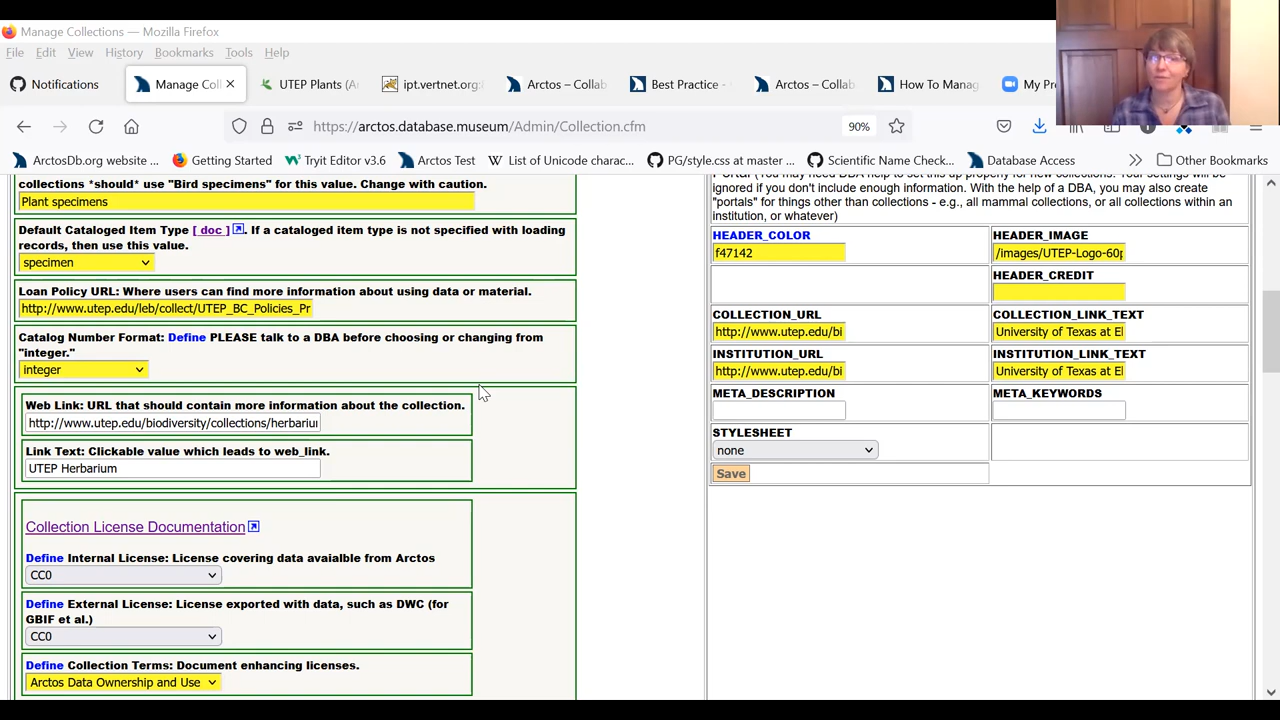 Manage Collections — Mozilla Firefox
File Edit View History Bookmarks Tools Help
Notifications
Manage Col
UTEP Plants (Ar
ipt.vertnet.org:/
Arctos – Collab
Best Practice -
Arctos – Collab
How To Manag
My Pr
https://arctos.database.museum/Admin/Collection.cfm
90%
ArctosDb.org website ...
Getting Started
Tryit Editor v3.6
Arctos Test
List of Unicode charac...
PG/style.css at master ...
Scientific Name Check...
Database Access
Other Bookmarks
collections *should* use "Bird specimens" for this value. Change with caution.
Plant specimens
Default Cataloged Item Type [ doc ] . If a cataloged item type is not specified with loading
records, then use this value.
specimen
Loan Policy URL: Where users can find more information about using data or material.
http://www.utep.edu/leb/collect/UTEP_BC_Policies_Pr
Catalog Number Format: Define PLEASE talk to a DBA before choosing or changing from
"integer."
integer
Web Link: URL that should contain more information about the collection.
http://www.utep.edu/biodiversity/collections/herbariu
Link Text: Clickable value which leads to web_link.
UTEP Herbarium
Collection License Documentation
Define Internal License: License covering data avaialble from Arctos
CC0
Define External License: License exported with data, such as DWC (for
GBIF et al.)
CC0
Define Collection Terms: Document enhancing licenses.
Arctos Data Ownership and Use
ignored if you don't include enough information. With the help of a DBA, you may also create
"portals" for things other than collections - e.g., all mammal collections, or all collections within an
institution, or whatever)
HEADER_COLOR
f47142
HEADER_IMAGE
/images/UTEP-Logo-60p
HEADER_CREDIT
COLLECTION_URL
http://www.utep.edu/bi
COLLECTION_LINK_TEXT
University of Texas at El
INSTITUTION_URL
http://www.utep.edu/bi
INSTITUTION_LINK_TEXT
University of Texas at El
META_DESCRIPTION
META_KEYWORDS
STYLESHEET
none
Save